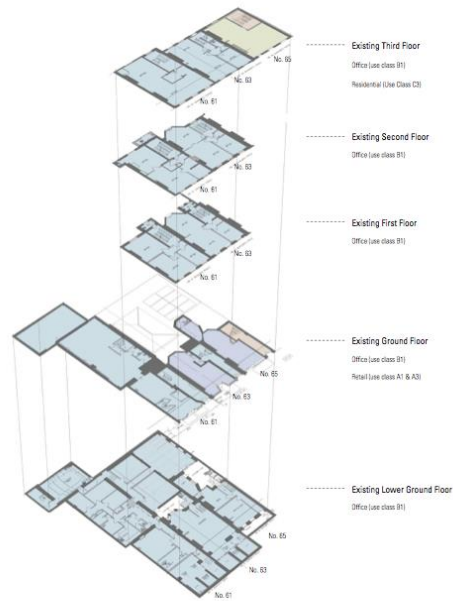 No. 65
No. 63
No. 61
Existing Third Floor
Office (use class B1)
Residential (Use Class C3)
No. 63
No. 61
Existing Second Floor
Office (use class B1)
No. 63
No. 61
Existing First Floor
Office (use class B1)
No. 65
No. 63
No. 61
Existing Ground Floor
Office (use class B1)
Retail (use class A1 & A3)
No. 65
No. 63
No. 61
Existing Lower Ground Floor
Office (use class B1)